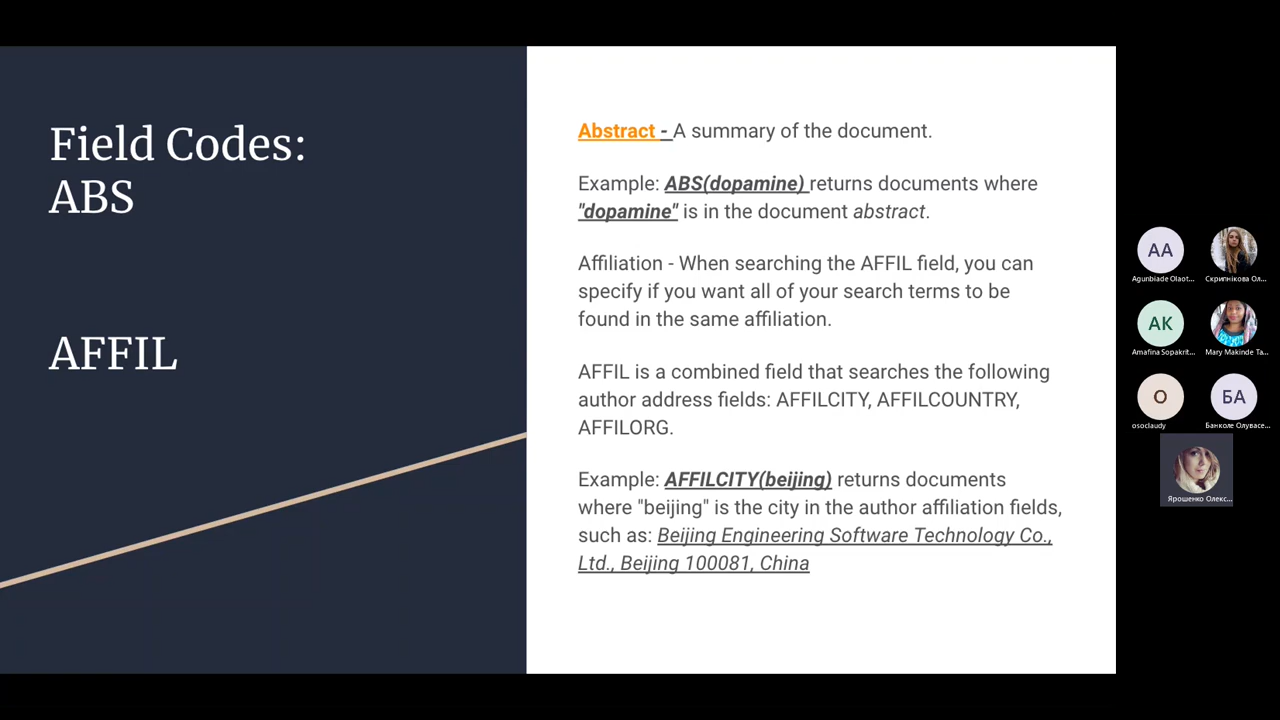 Field Codes:
ABS
AFFIL
Abstract - A summary of the document.
Example: ABS(dopamine) returns documents where
"dopamine" is in the document abstract.
Affiliation - When searching the AFFIL field, you can
specify if you want all of your search terms to be
found in the same affiliation.
AFFIL is a combined field that searches the following
author address fields: AFFILCITY, AFFILCOUNTRY,
AFFILORG.
Example: AFFILCITY(beijing) returns documents
where "beijing" is the city in the author affiliation fields,
such as: Beijing Engineering Software Technology Co.,
Ltd., Beijing 100081, China
AA
Agunbiade Olaot...
Скрипнікова Ол...
AK
Amafina Sopakrit...
Mary Makinde Ta...
O
osoclaudy
БА
Банколе Олувасе...
Ярошенко Олекс...